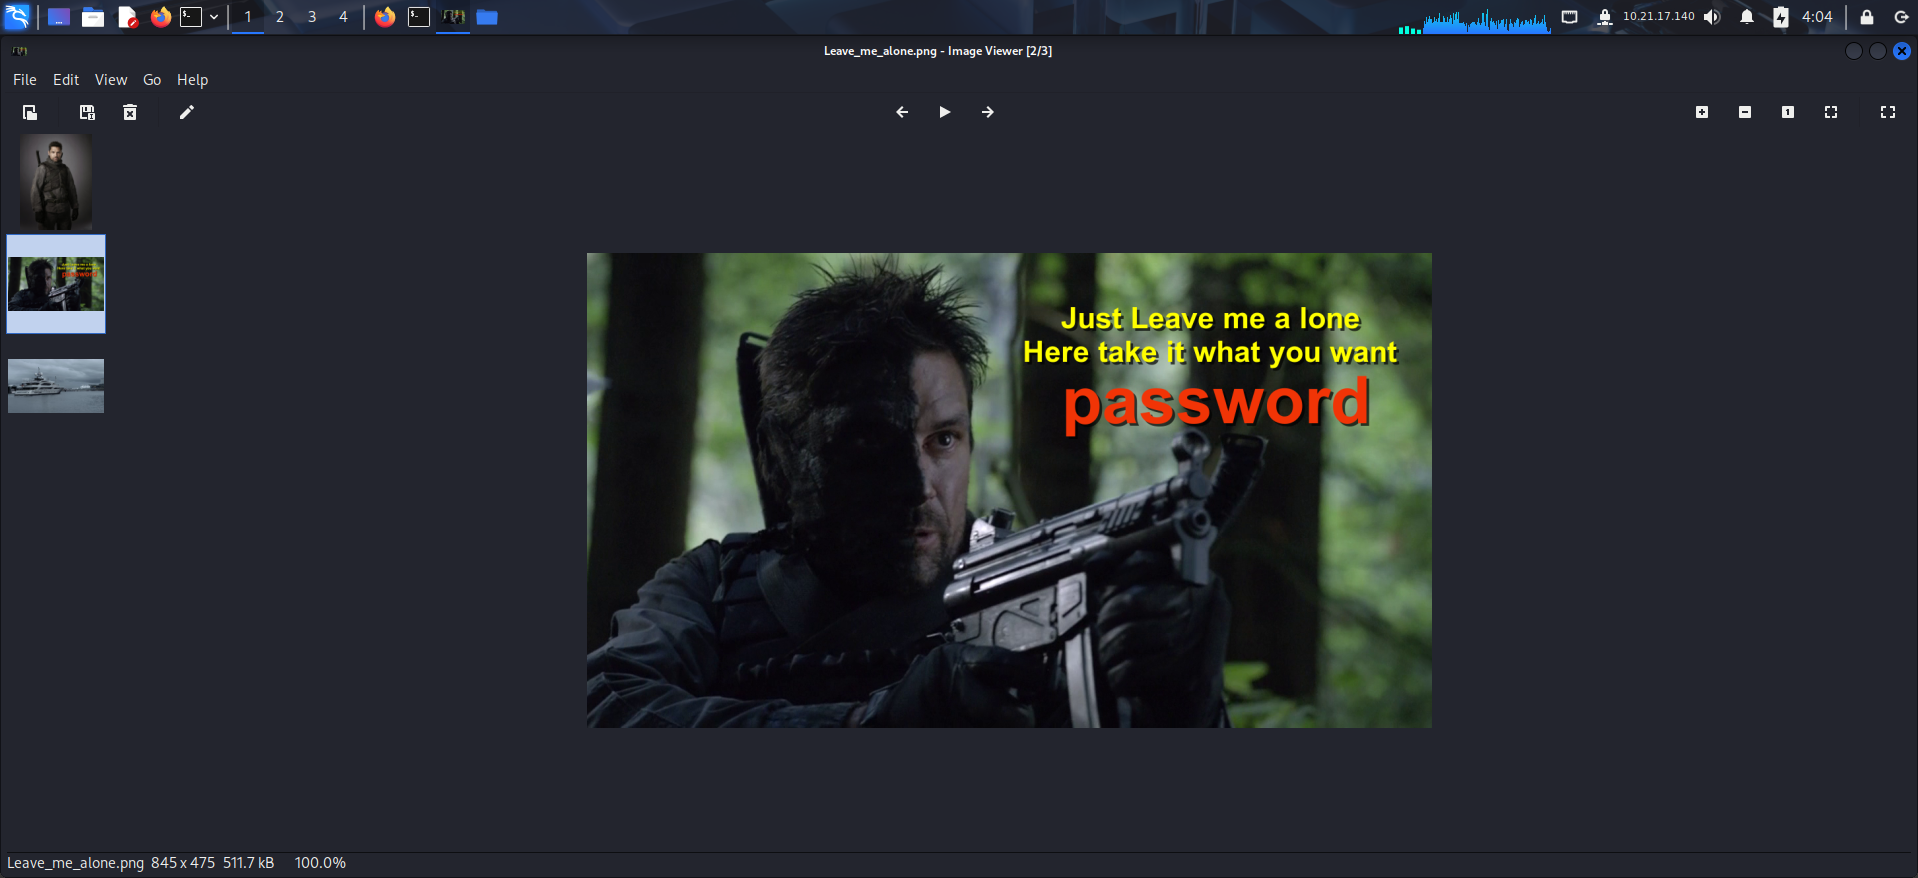 1 2 3 4 10.21.17.140 4:04
Leave_me_alone.png - Image Viewer [2/3]
File Edit View Go Help
Just Leave me a lone
Here take it what you want
password
Leave_me_alone.png 845 x 475 511.7 kB 100.0%